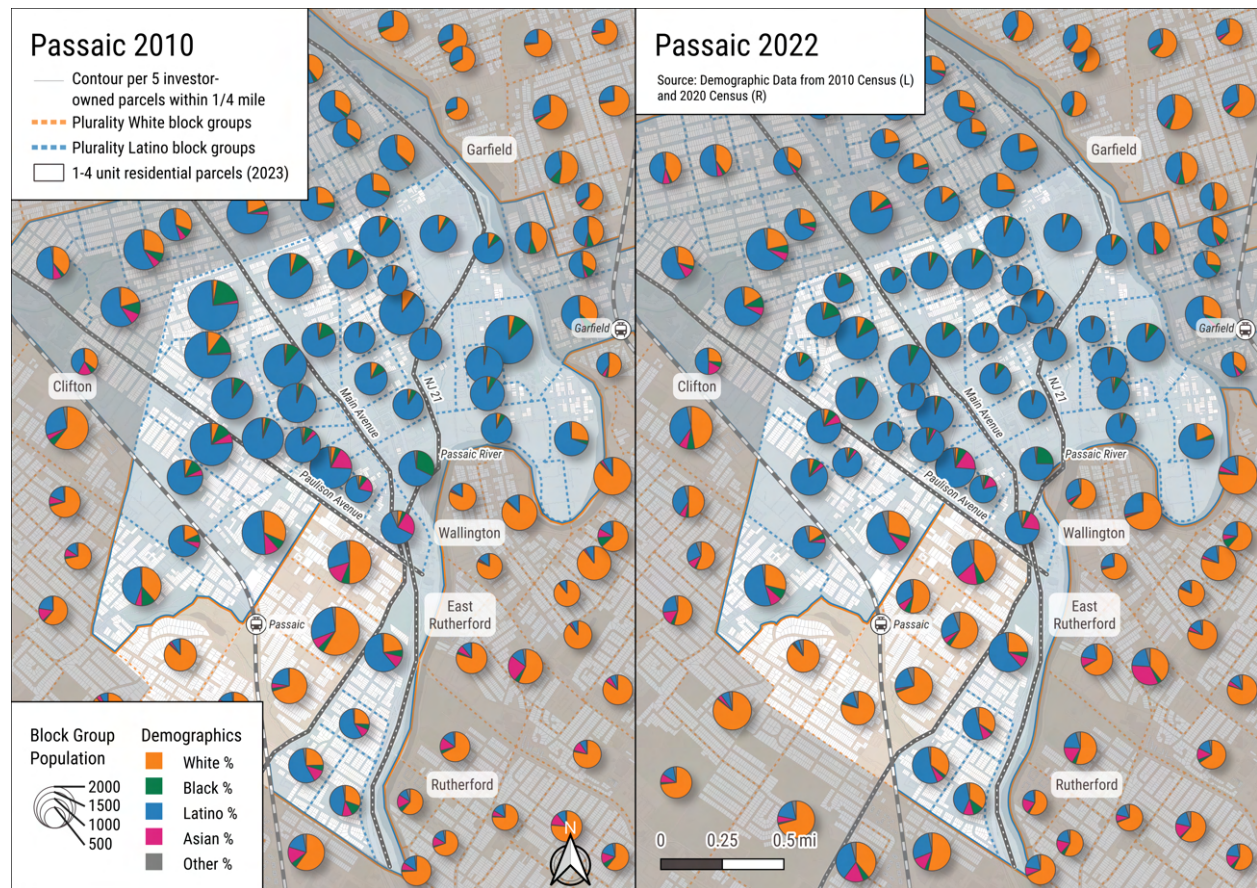 Passaic 2010
Contour per 5 investor-
owned parcels within 1/4 mile
Plurality White block groups
Plurality Latino block groups
1-4 unit residential parcels (2023)
Garfield
Garfield
Clifton
Main Avenue
NJ 21
Passaic River
Paulison Avenue
Wallington
East
Rutherford
Passaic
Rutherford
Block Group
Population
2000
1500
1000
500
Demographics
White %
Black %
Latino %
Asian %
Other %
N
Passaic 2022
Source: Demographic Data from 2010 Census (L)
and 2020 Census (R)
Garfield
Garfield
Clifton
Main Avenue
NJ 21
Passaic River
Paulison Avenue
Wallington
East
Rutherford
Passaic
Rutherford
0 0.25 0.5 mi